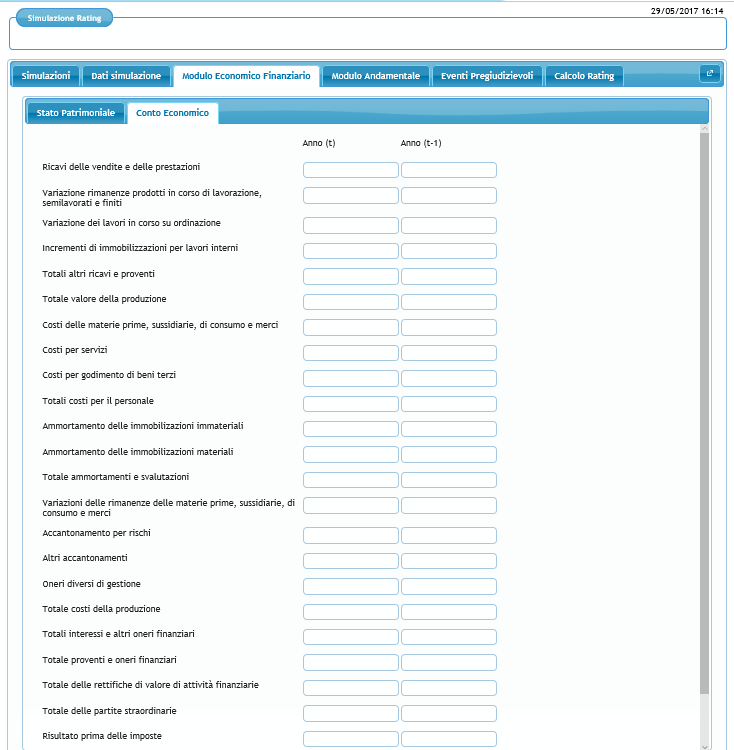 29/05/2017 16:14
Simulazione Rating
Simulazioni
Dati simulazione
Modulo Economico Finanziario
Modulo Andamentale
Eventi Pregiudizievoli
Calcolo Rating
Stato Patrimoniale
Conto Economico
Anno (t)
Anno (t-1)
Ricavi delle vendite e delle prestazioni
Variazione rimanenze prodotti in corso di lavorazione,
semilavorati e finiti
Variazione dei lavori in corso su ordinazione
Incrementi di immobilizzazioni per lavori interni
Totali altri ricavi e proventi
Totale valore della produzione
Costi delle materie prime, sussidiarie, di consumo e merci
Costi per servizi
Costi per godimento di beni terzi
Totali costi per il personale
Ammortamento delle immobilizzazioni immateriali
Ammortamento delle immobilizzazioni materiali
Totale ammortamenti e svalutazioni
Variazioni delle rimanenze delle materie prime, sussidiarie, di
consumo e merci
Accantonamento per rischi
Altri accantonamenti
Oneri diversi di gestione
Totale costi della produzione
Totali interessi e altri oneri finanziari
Totale proventi e oneri finanziari
Totale delle rettifiche di valore di attività finanziarie
Totale delle partite straordinarie
Risultato prima delle imposte